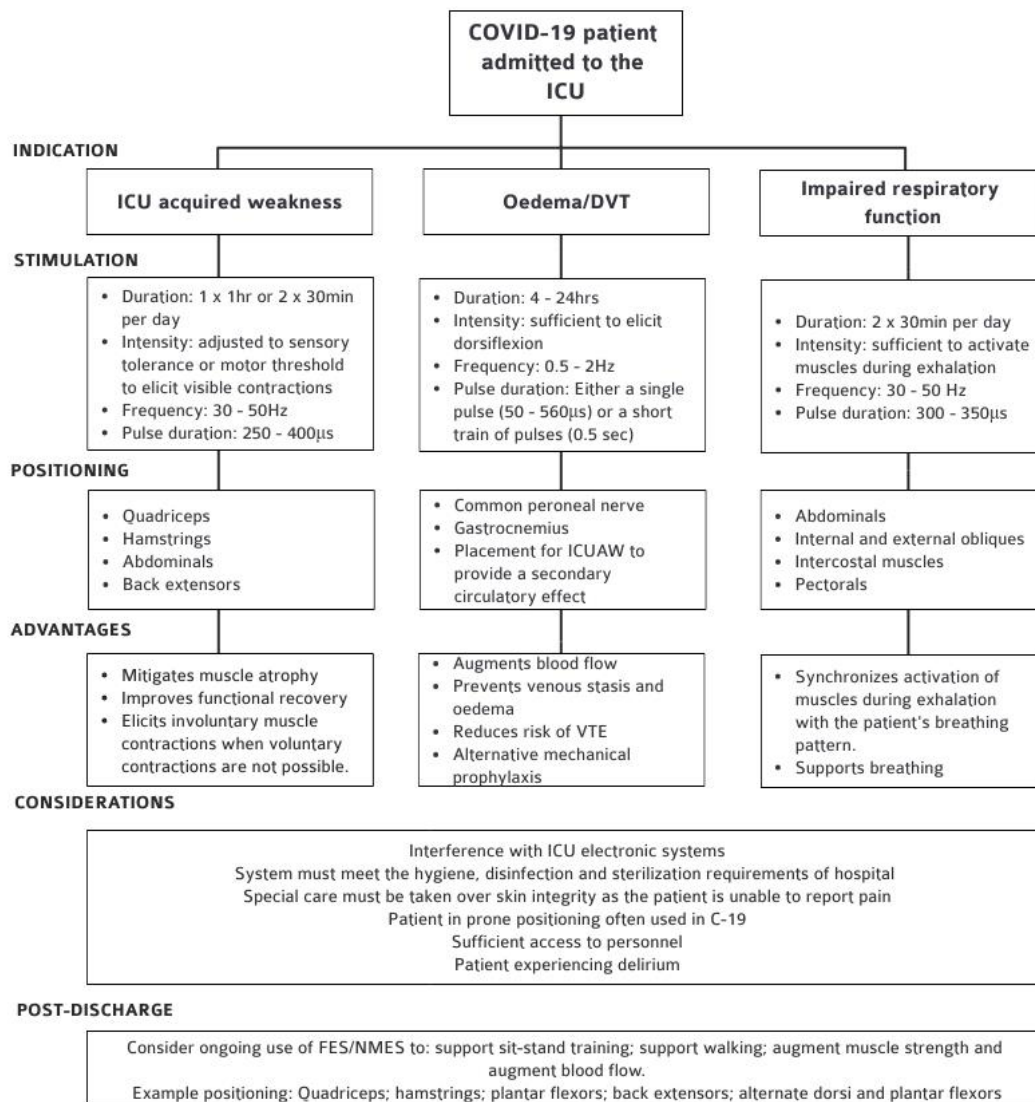 COVID-19 patient
admitted to the
ICU
INDICATION
ICU acquired weakness
Oedema/DVT
Impaired respiratory
function
STIMULATION
• Duration: 1 x 1hr or 2 x 30min
per day
• Intensity: adjusted to sensory
tolerance or motor threshold
to elicit visible contractions
• Frequency: 30 - 50Hz
• Pulse duration: 250 - 400μs
• Duration: 4 - 24hrs
• Intensity: sufficient to elicit
dorsiflexion
• Frequency: 0.5 - 2Hz
• Pulse duration: Either a single
pulse (50 - 560μs) or a short
train of pulses (0.5 sec)
• Duration: 2 x 30min per day
• Intensity: sufficient to activate
muscles during exhalation
• Frequency: 30 - 50 Hz
• Pulse duration: 300 - 350μs
POSITIONING
• Quadriceps
• Hamstrings
• Abdominals
• Back extensors
• Common peroneal nerve
• Gastrocnemius
• Placement for ICUAW to
provide a secondary
circulatory effect
• Abdominals
• Internal and external obliques
• Intercostal muscles
• Pectorals
ADVANTAGES
• Mitigates muscle atrophy
• Improves functional recovery
• Elicits involuntary muscle
contractions when voluntary
contractions are not possible.
• Augments blood flow
• Prevents venous stasis and
oedema
• Reduces risk of VTE
• Alternative mechanical
prophylaxis
• Synchronizes activation of
muscles during exhalation
with the patient's breathing
pattern.
• Supports breathing
CONSIDERATIONS
Interference with ICU electronic systems
System must meet the hygiene, disinfection and sterilization requirements of hospital
Special care must be taken over skin integrity as the patient is unable to report pain
Patient in prone positioning often used in C-19
Sufficient access to personnel
Patient experiencing delirium
POST-DISCHARGE
Consider ongoing use of FES/NMES to: support sit-stand training; support walking; augment muscle strength and
augment blood flow.
Example positioning: Quadriceps; hamstrings; plantar flexors; back extensors; alternate dorsi and plantar flexors